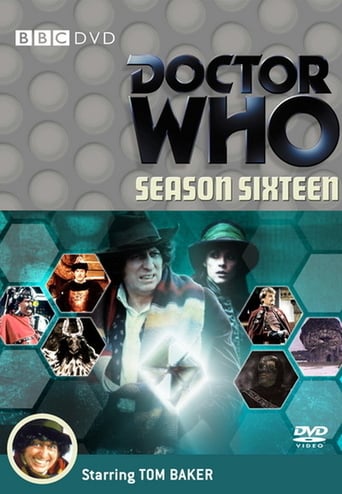 BBC DVD
DOCTOR
WHO
SEASON SIXTEEN
DVD
VIDEO
Starring TOM BAKER